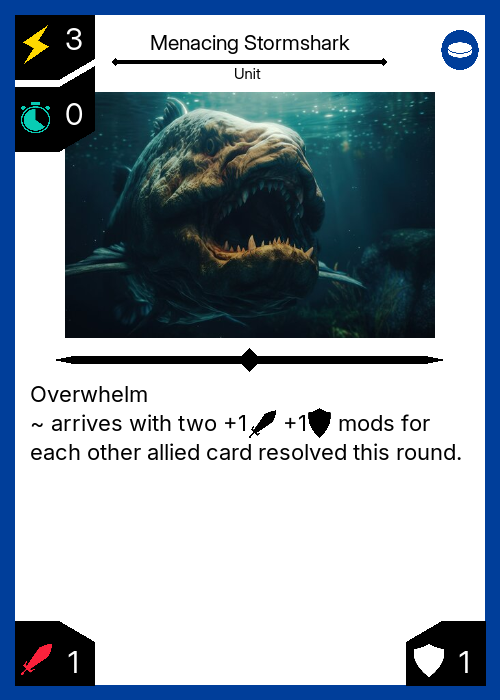 3
Menacing Stormshark
Unit
0
Overwhelm
~ arrives with two +1 +1 mods for
each other allied card resolved this round.
1
1